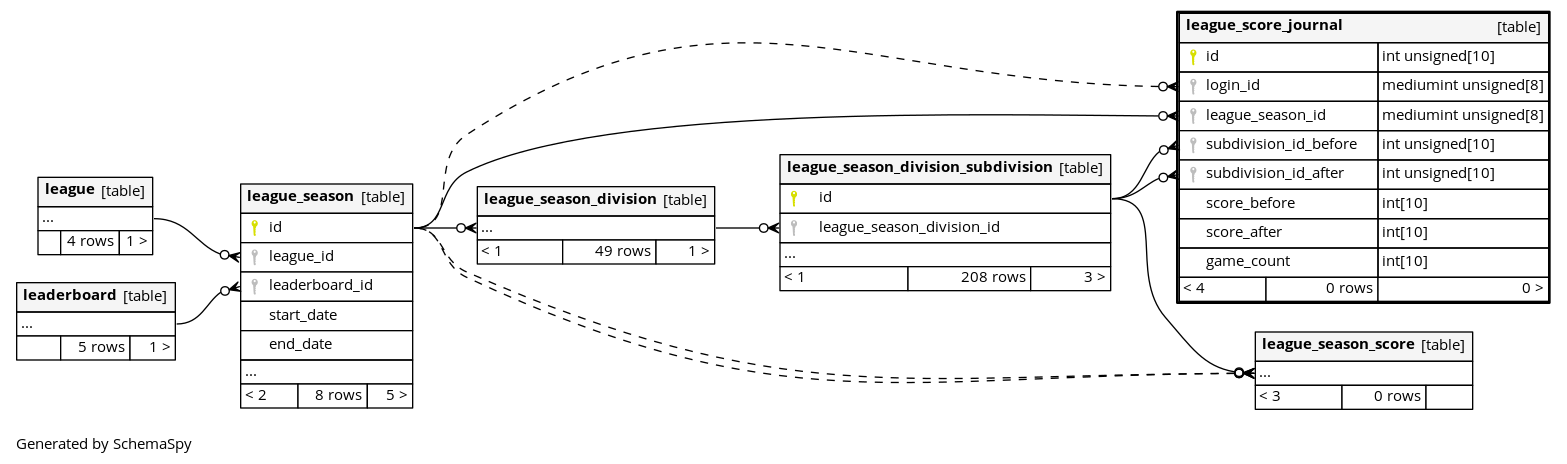 league [table]
...
4 rows 1 >
leaderboard [table]
...
5 rows 1 >
league_season [table]
id
league_id
leaderboard_id
start_date
end_date
...
< 2 8 rows 5 >
league_season_division [table]
...
< 1 49 rows 1 >
league_season_division_subdivision [table]
id
league_season_division_id
...
< 1 208 rows 3 >
league_score_journal [table]
id int unsigned[10]
login_id mediumint unsigned[8]
league_season_id mediumint unsigned[8]
subdivision_id_before int unsigned[10]
subdivision_id_after int unsigned[10]
score_before int[10]
score_after int[10]
game_count int[10]
< 4 0 rows 0 >
league_season_score [table]
...
< 3 0 rows
Generated by SchemaSpy